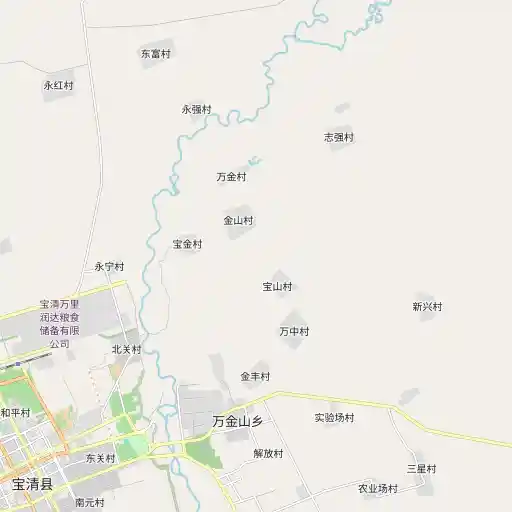 东富村
永红村
永强村
志强村
万金村
金山村
宝金村
永宁村
宝山村
宝清万里
润达粮食
储备有限
公司
新兴村
万中村
北关村
金丰村
和平村
万金山乡
实验场村
解放村
东关村
三星村
宝清县
农业场村
南元村